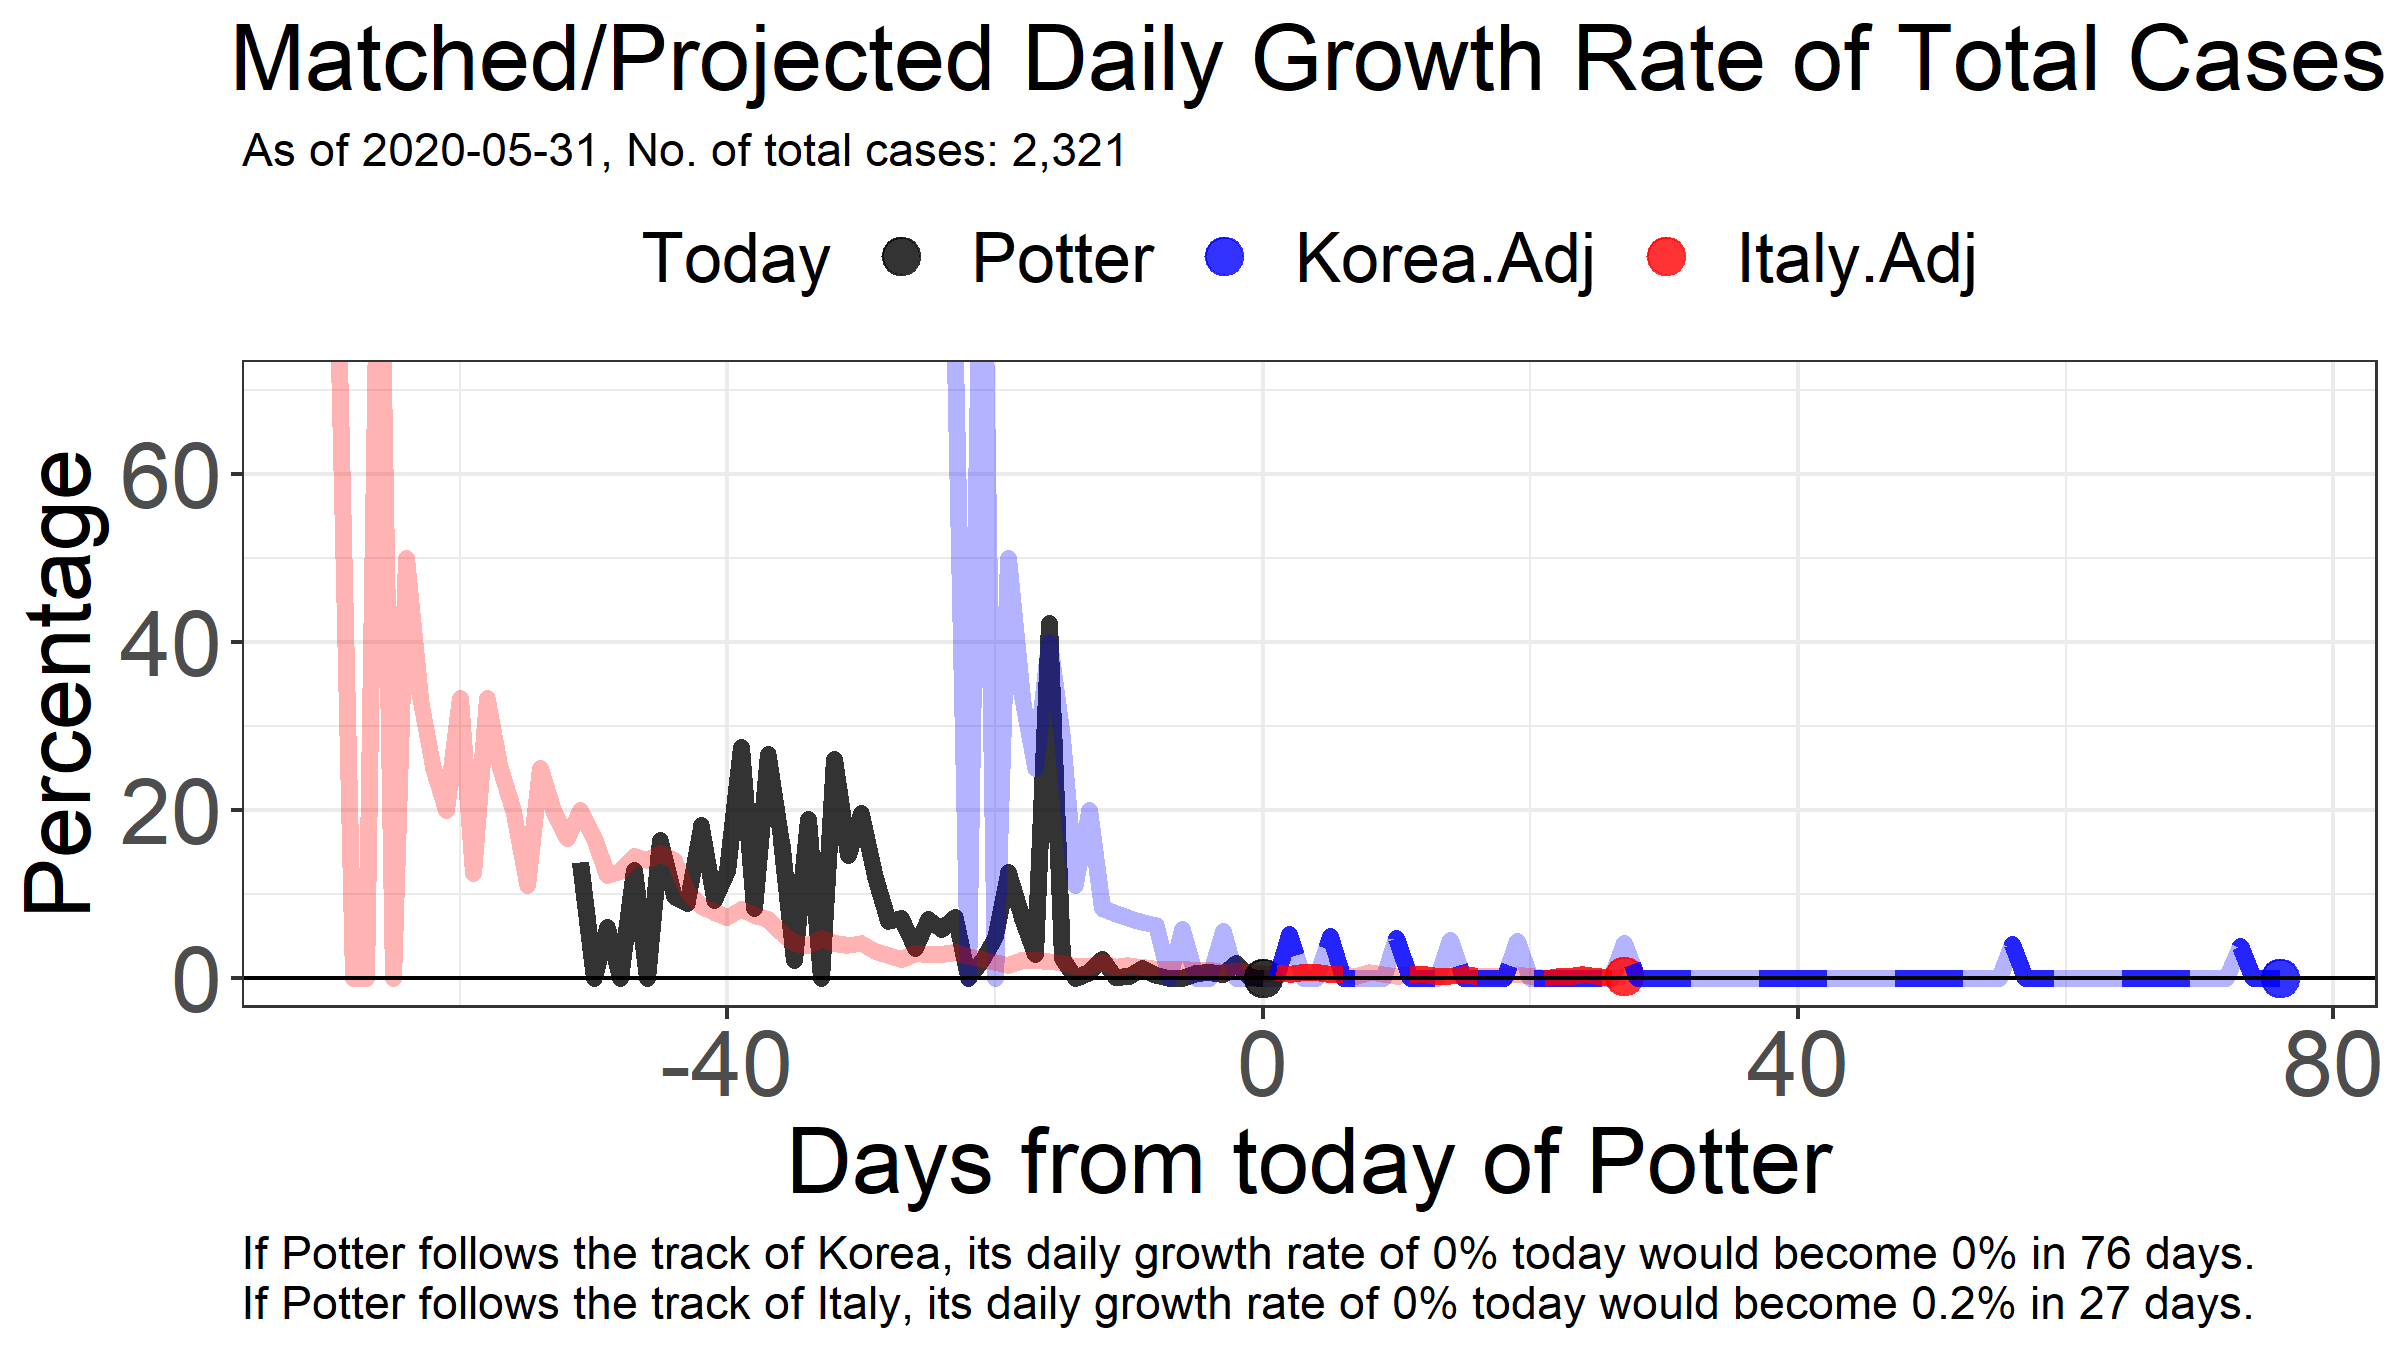 Matched/Projected Daily Growth Rate of Total Cases
As of 2020-05-31, No. of total cases: 2,321
Today Potter Korea.Adj Italy.Adj
Percentage
60
40
20
0
-40 0 40 80
Days from today of Potter
If Potter follows the track of Korea, its daily growth rate of 0% today would become 0% in 76 days.
If Potter follows the track of Italy, its daily growth rate of 0% today would become 0.2% in 27 days.